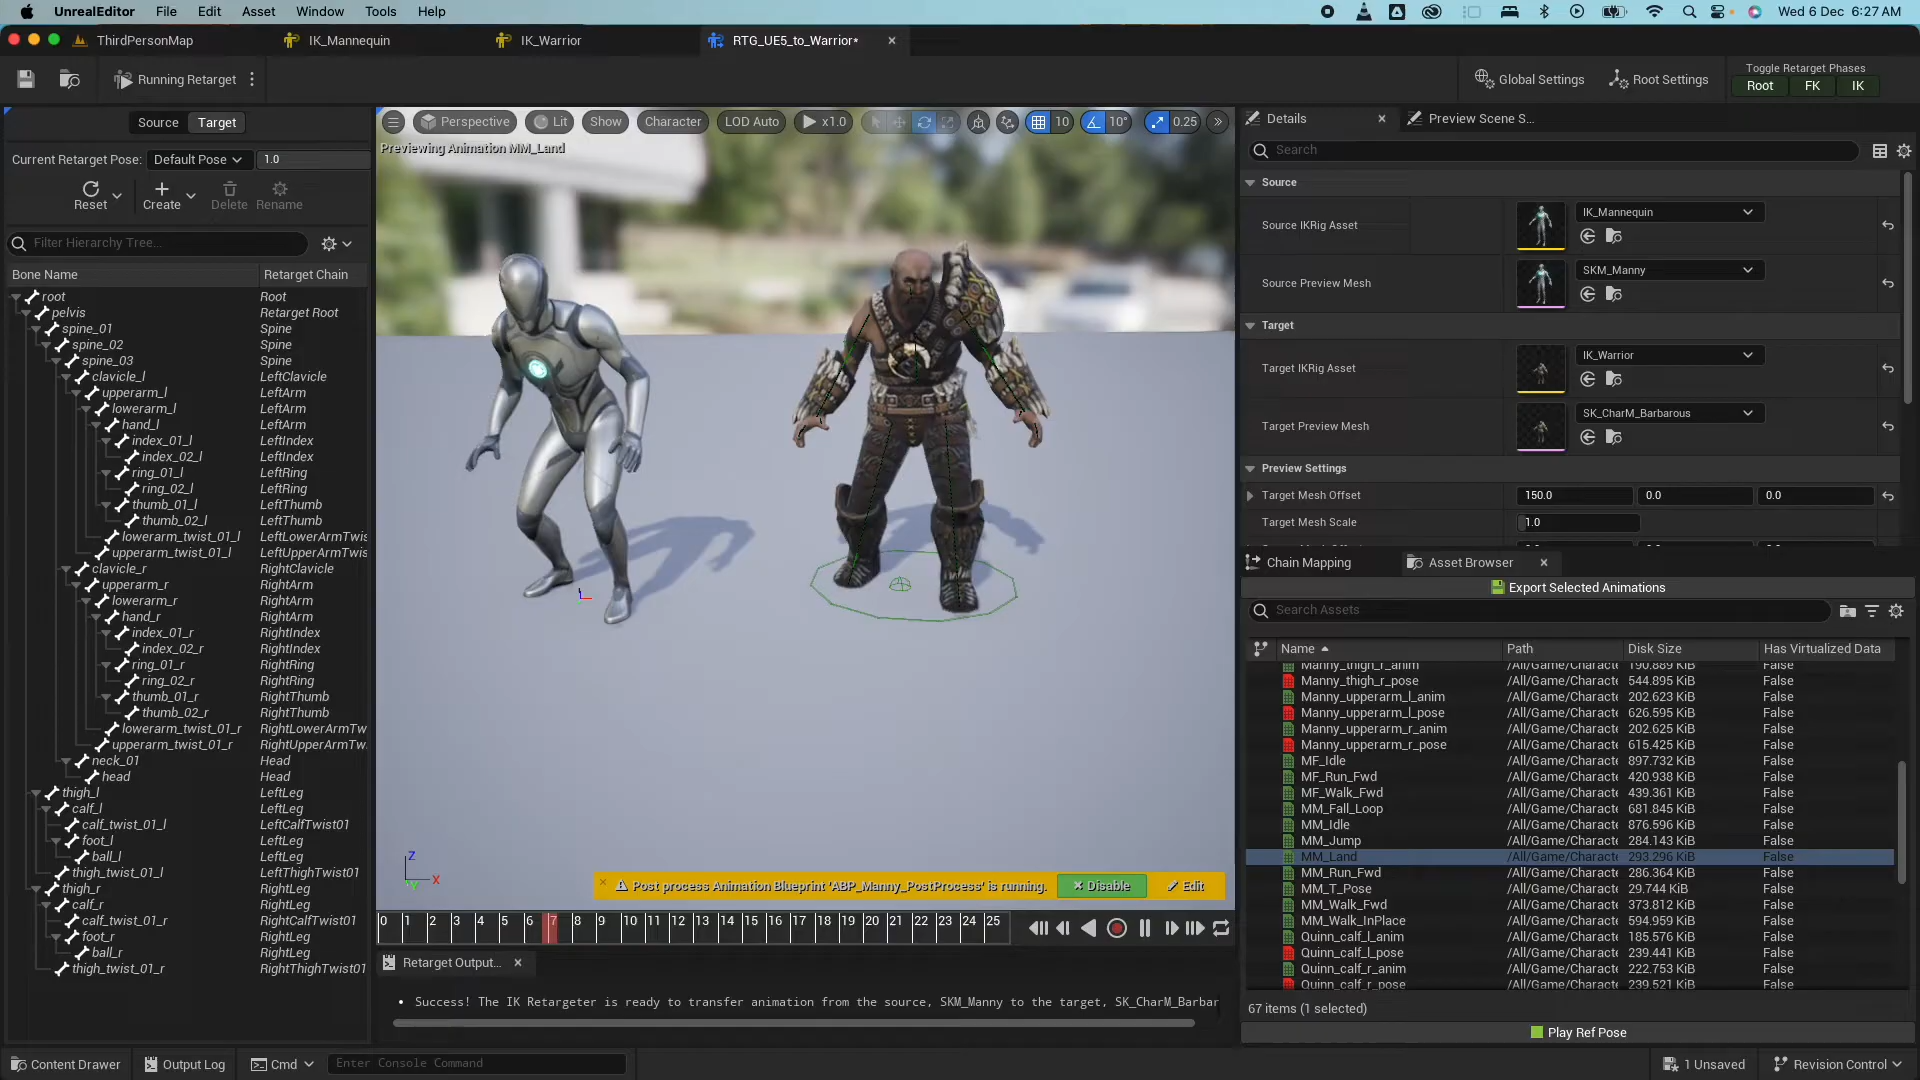 UnrealEditor File Edit Asset Window Tools Help Wed 6 Dec 6:27 AM
ThirdPersonMap IK_Mannequin IK_Warrior RTG_UE5_to_Warrior*
Running Retarget Global Settings Root Settings
Toggle Retarget Phases
Root FK IK
Source Target
Current Retarget Pose: Default Pose 1.0
Reset Create Delete Rename
Filter Hierarchy Tree...
Bone Name Retarget Chain
root Root
pelvis Retarget Root
spine_01 Spine
spine_02 Spine
spine_03 Spine
clavicle_l LeftClavicle
upperarm_l LeftArm
lowerarm_l LeftArm
hand_l LeftArm
index_01_l LeftIndex
index_02_l LeftIndex
ring_01_l LeftRing
ring_02_l LeftRing
thumb_01_l LeftThumb
thumb_02_l LeftThumb
lowerarm_twist_01_l LeftLowerArmTwis
upperarm_twist_01_l LeftUpperArmTwis
clavicle_r RightClavicle
upperarm_r RightArm
lowerarm_r RightArm
hand_r RightArm
index_01_r RightIndex
index_02_r RightIndex
ring_01_r RightRing
ring_02_r RightRing
thumb_01_r RightThumb
thumb_02_r RightThumb
lowerarm_twist_01_r RightLowerArmTw
upperarm_twist_01_r RightUpperArmTw
neck_01 Head
head Head
thigh_l LeftLeg
calf_l LeftLeg
calf_twist_01_l LeftCalfTwist01
foot_l LeftLeg
ball_l LeftLeg
thigh_twist_01_l LeftThighTwist01
thigh_r RightLeg
calf_r RightLeg
calf_twist_01_r RightCalfTwist01
foot_r RightLeg
ball_r RightLeg
thigh_twist_01_r RightThighTwist01
Perspective Lit Show Character LOD Auto x1.0 10 10° 0.25
Previewing Animation MM_Land
Z
Y X
Post process Animation Blueprint 'ABP_Manny_PostProcess' is running. Disable Edit
0 1 2 3 4 5 6 7 8 9 10 11 12 13 14 15 16 17 18 19 20 21 22 23 24 25
Retarget Output...
• Success! The IK Retargeter is ready to transfer animation from the source, SKM_Manny to the target, SK_CharM_Barbar
Details Preview Scene S...
Search
Source
Source IKRig Asset IK_Mannequin
Source Preview Mesh SKM_Manny
Target
Target IKRig Asset IK_Warrior
Target Preview Mesh SK_CharM_Barbarous
Preview Settings
Target Mesh Offset 150.0 0.0 0.0
Target Mesh Scale 1.0
Chain Mapping Asset Browser
Export Selected Animations
Search Assets
Name Path Disk Size Has Virtualized Data
Manny_thigh_r_anim /All/Game/Characte 190.889 KiB False
Manny_thigh_r_pose /All/Game/Characte 544.895 KiB False
Manny_upperarm_l_anim /All/Game/Characte 202.623 KiB False
Manny_upperarm_l_pose /All/Game/Characte 626.595 KiB False
Manny_upperarm_r_anim /All/Game/Characte 202.625 KiB False
Manny_upperarm_r_pose /All/Game/Characte 615.425 KiB False
MF_Idle /All/Game/Characte 897.732 KiB False
MF_Run_Fwd /All/Game/Characte 420.938 KiB False
MF_Walk_Fwd /All/Game/Characte 439.361 KiB False
MM_Fall_Loop /All/Game/Characte 681.845 KiB False
MM_Idle /All/Game/Characte 876.596 KiB False
MM_Jump /All/Game/Characte 284.143 KiB False
MM_Land /All/Game/Characte 293.296 KiB False
MM_Run_Fwd /All/Game/Characte 286.364 KiB False
MM_T_Pose /All/Game/Characte 29.744 KiB False
MM_Walk_Fwd /All/Game/Characte 373.812 KiB False
MM_Walk_InPlace /All/Game/Characte 594.959 KiB False
Quinn_calf_l_anim /All/Game/Characte 185.576 KiB False
Quinn_calf_l_pose /All/Game/Characte 239.441 KiB False
Quinn_calf_r_anim /All/Game/Characte 222.753 KiB False
Quinn_calf_r_pose /All/Game/Characte 239.521 KiB False
67 items (1 selected)
Play Ref Pose
Content Drawer Output Log Cmd Enter Console Command 1 Unsaved Revision Control